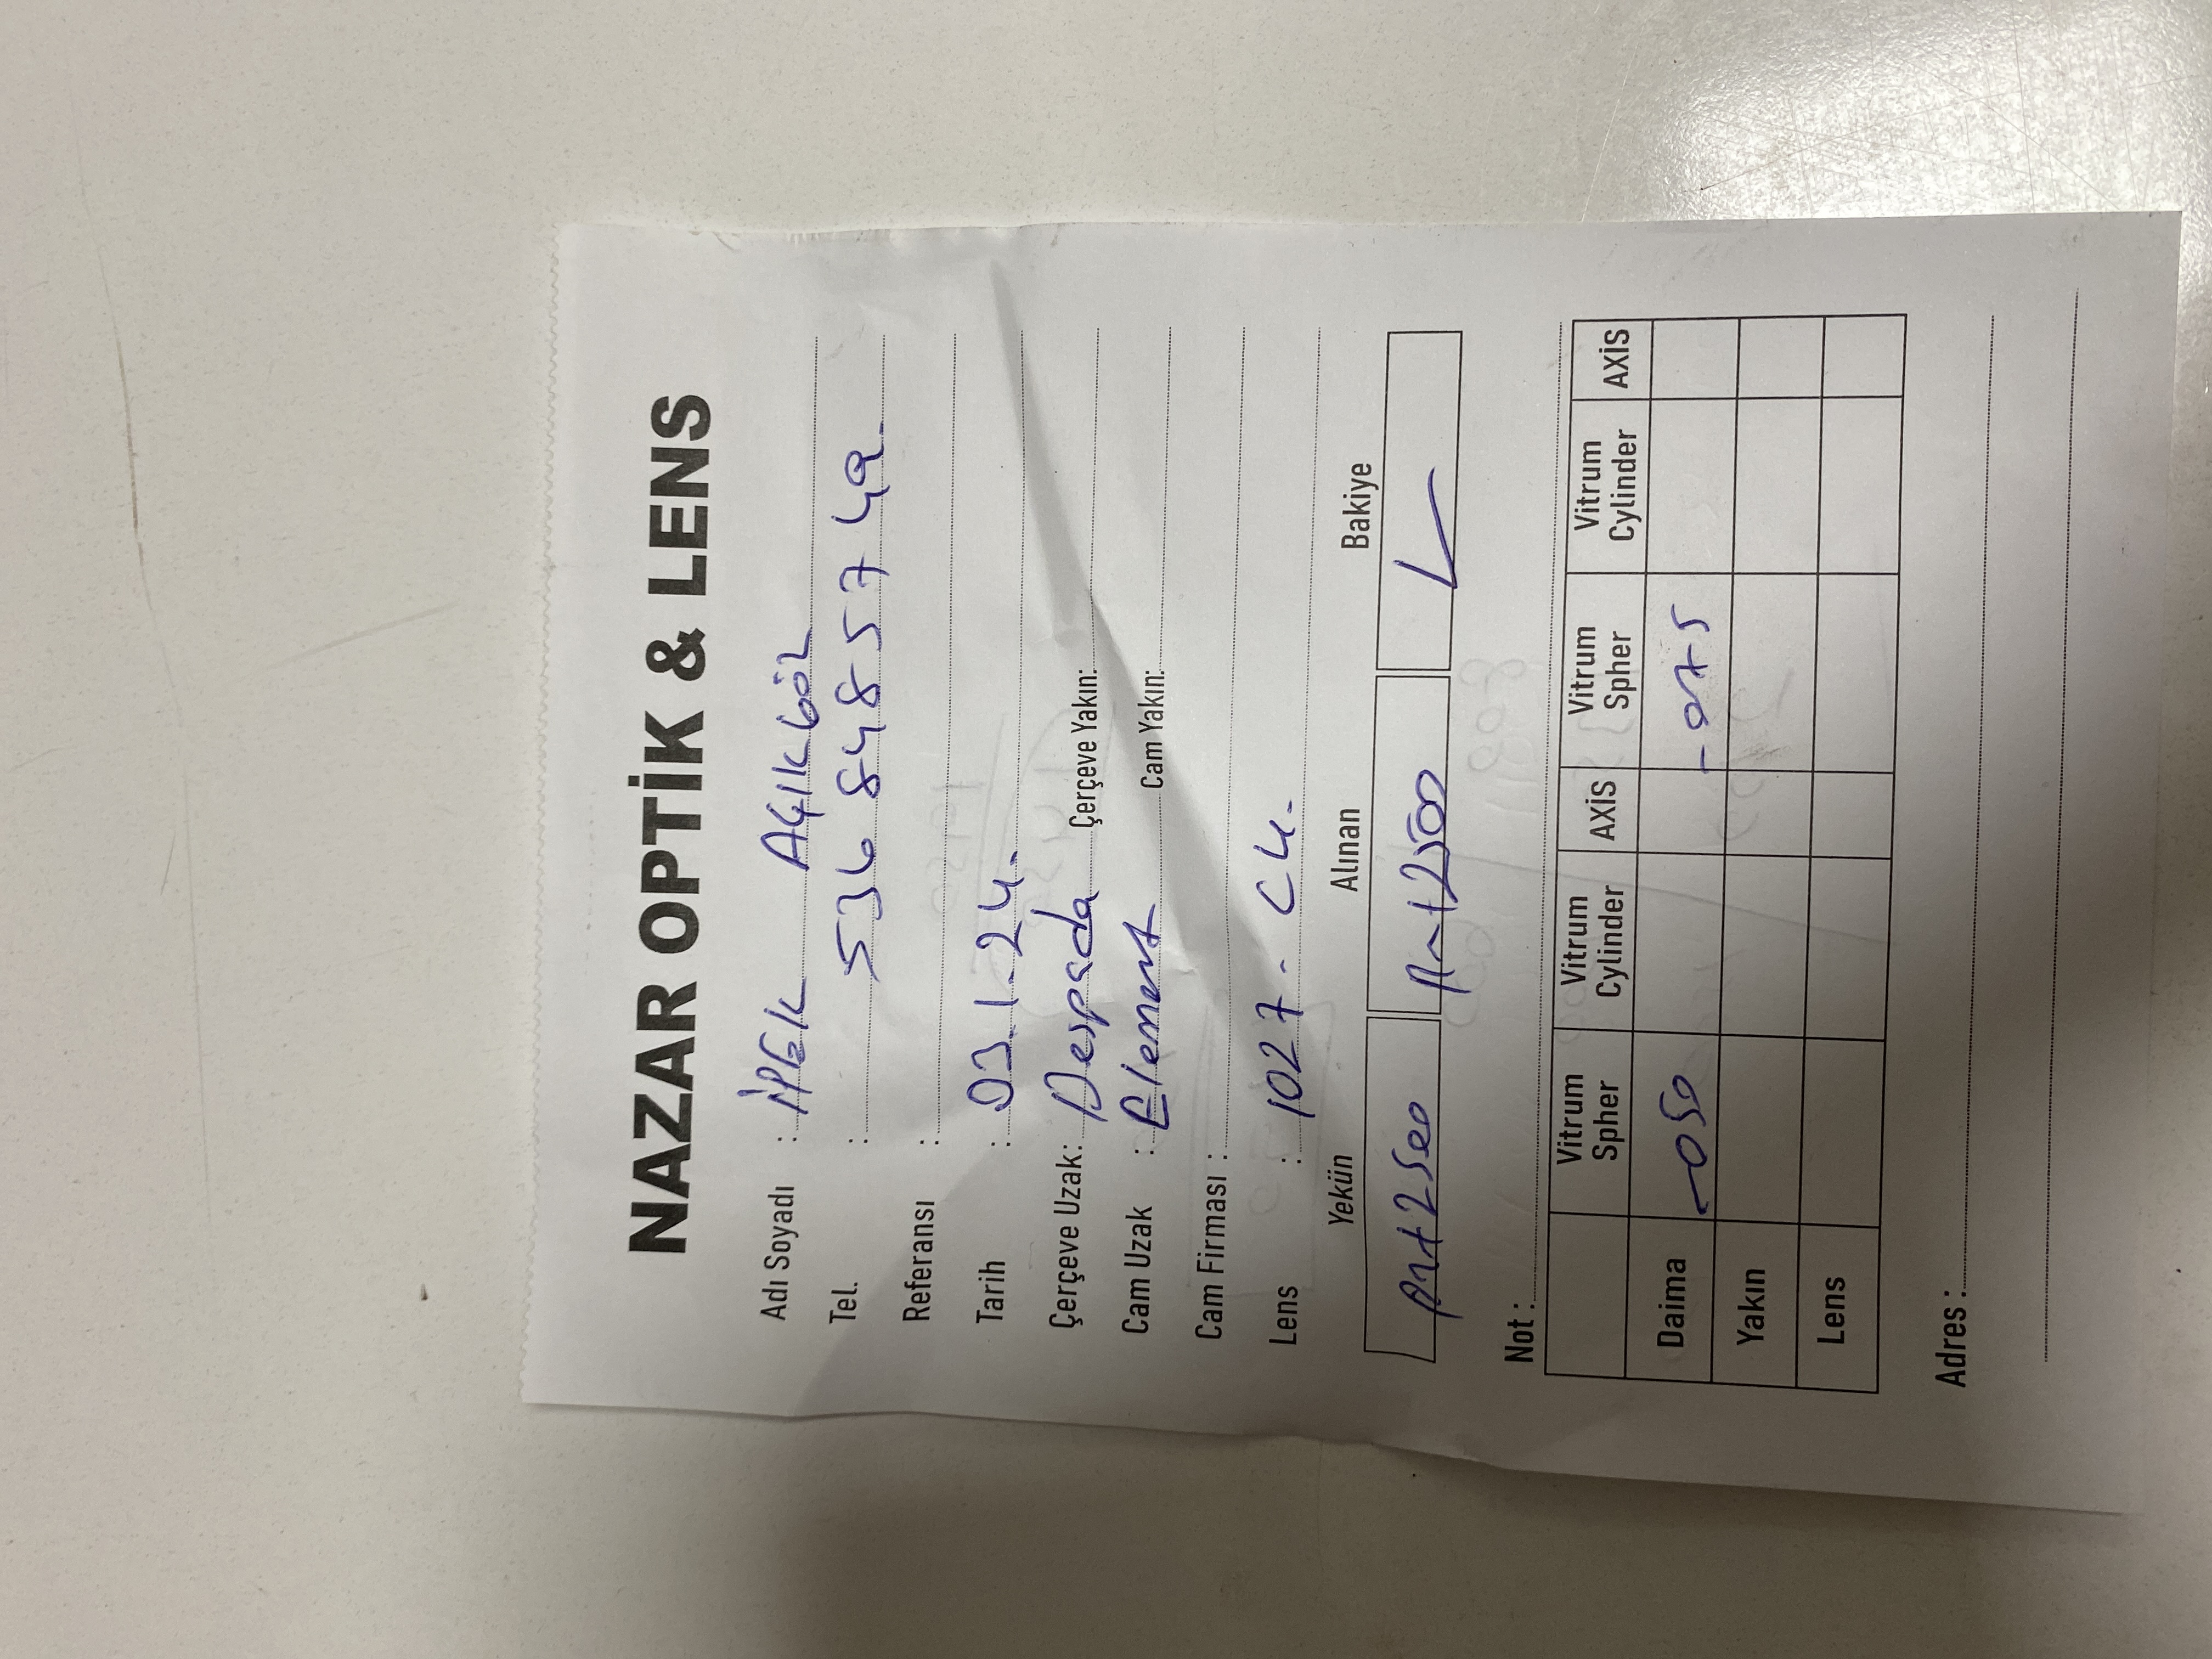 NAZAR OPTİK & LENS
Adı Soyadı : İPEK AÇIKGÖZ
Tel. : 536 848 57 49.
Referansı :
Tarih : 03.1.24.
Çerçeve Uzak: Despada Çerçeve Yakın:
Cam Uzak : Element Cam Yakın:
Cam Firması :
Lens : 1027 - C4.
Yekün Alınan Bakiye
+2500 +2500
Not :
Vitrum Spher Vitrum Cylinder AXİS Vitrum Spher Vitrum Cylinder AXİS
Daima -050 -075
Yakın
Lens
Adres :